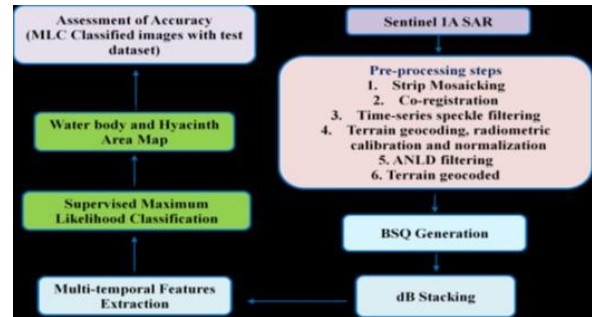 Assessment of Accuracy
(MLC Classified images with test
dataset)
Water body and Hyacinth
Area Map
Supervised Maximum
Likelihood Classification
Multi-temporal Features
Extraction
Sentinel 1A SAR
Pre-processing steps
1. Strip Mosaicking
2. Co-registration
3. Time-series speckle filtering
4. Terrain geocoding, radiometric
calibration and normalization
5. ANLD filtering
6. Terrain geocoded
BSQ Generation
dB Stacking